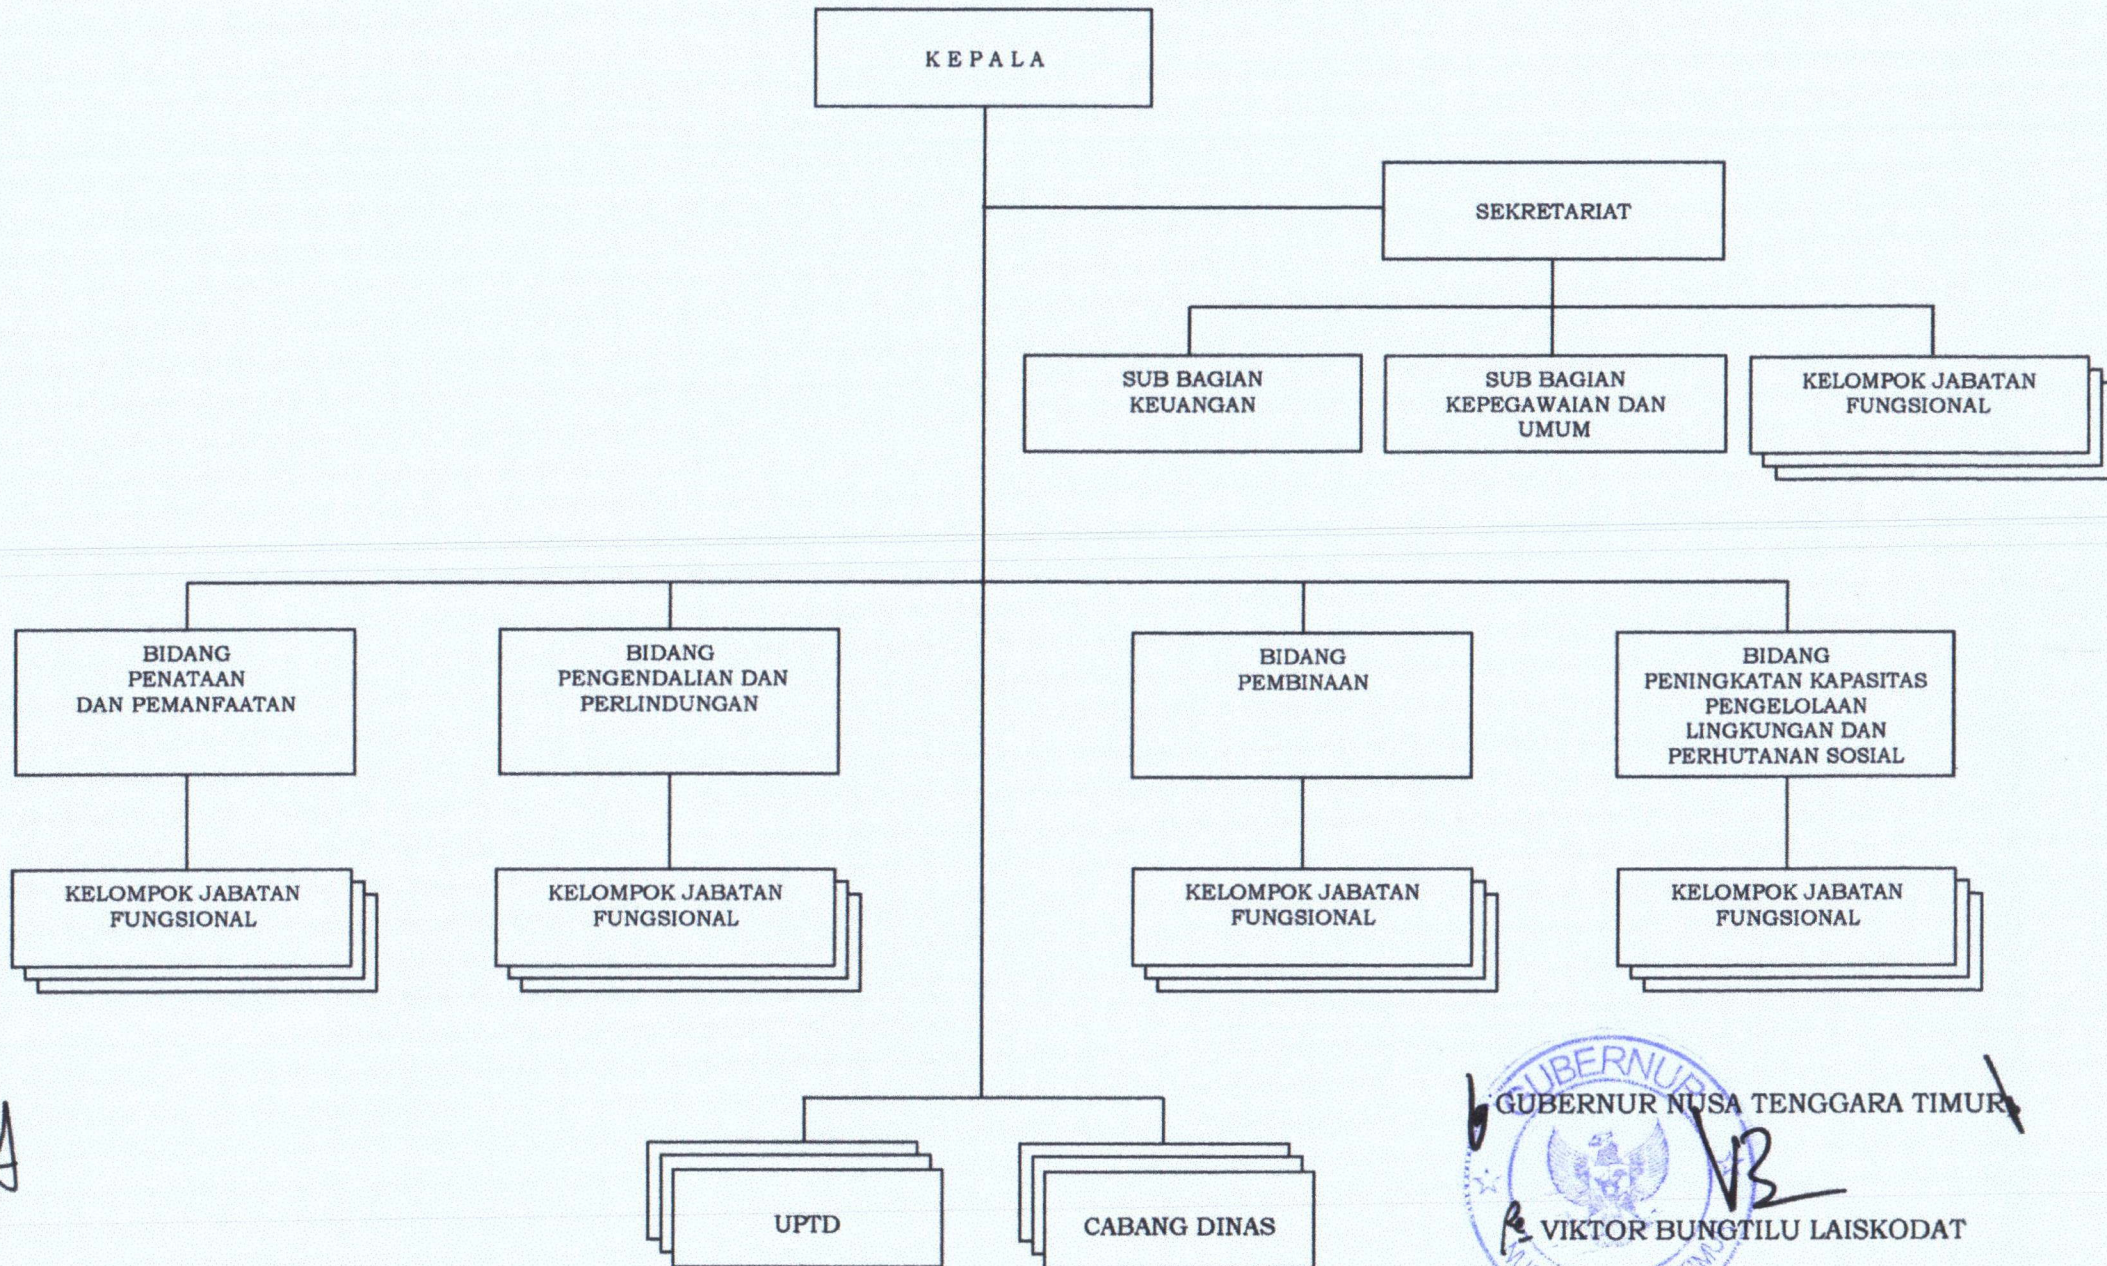 K E P A L A
SEKRETARIAT
SUB BAGIAN
KEUANGAN
SUB BAGIAN
KEPEGAWAIAN DAN
UMUM
KELOMPOK JABATAN
FUNGSIONAL
BIDANG
PENATAAN
DAN PEMANFAATAN
BIDANG
PENGENDALIAN DAN
PERLINDUNGAN
BIDANG
PEMBINAAN
BIDANG
PENINGKATAN KAPASITAS
PENGELOLAAN
LINGKUNGAN DAN
PERHUTANAN SOSIAL
KELOMPOK JABATAN
FUNGSIONAL
KELOMPOK JABATAN
FUNGSIONAL
KELOMPOK JABATAN
FUNGSIONAL
KELOMPOK JABATAN
FUNGSIONAL
UPTD
CABANG DINAS
GUBERNUR
GUBERNUR NUSA TENGGARA TIMUR,
VIKTOR BUNGTILU LAISKODAT